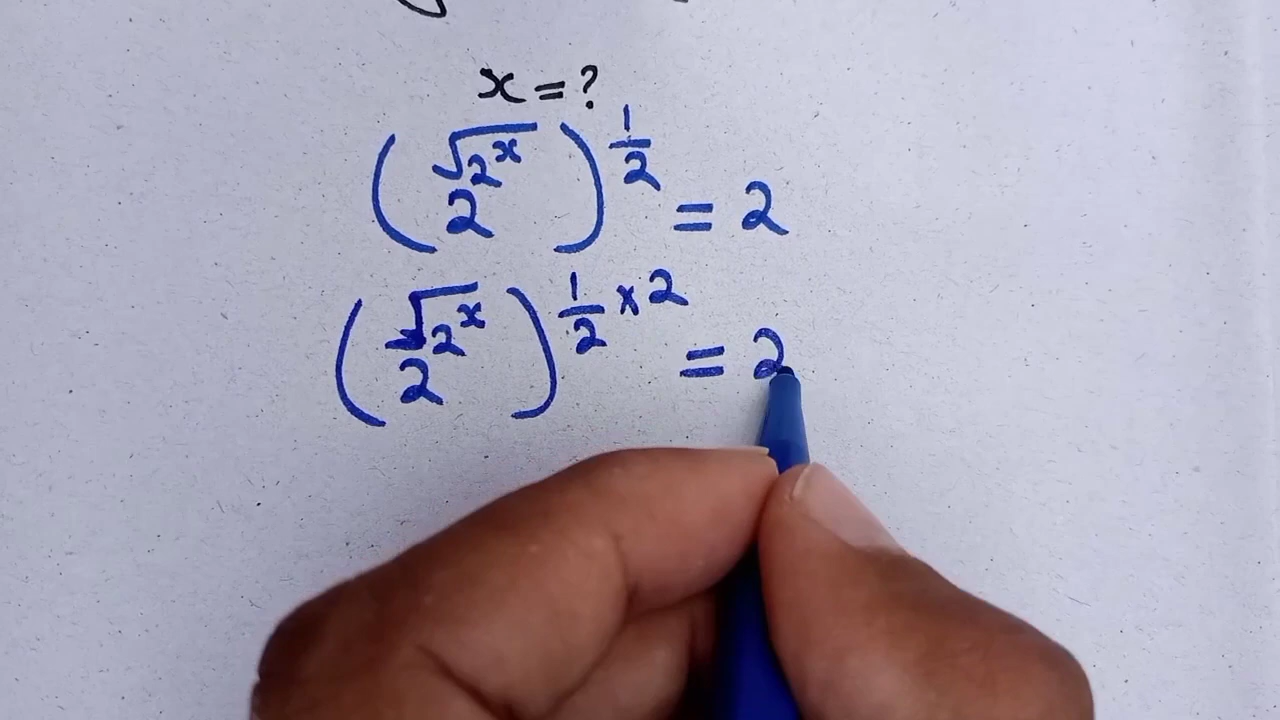 x = ?
(2^√(2^x))^(1/2) = 2
(2^√(2^x))^(1/2 × 2) = 2